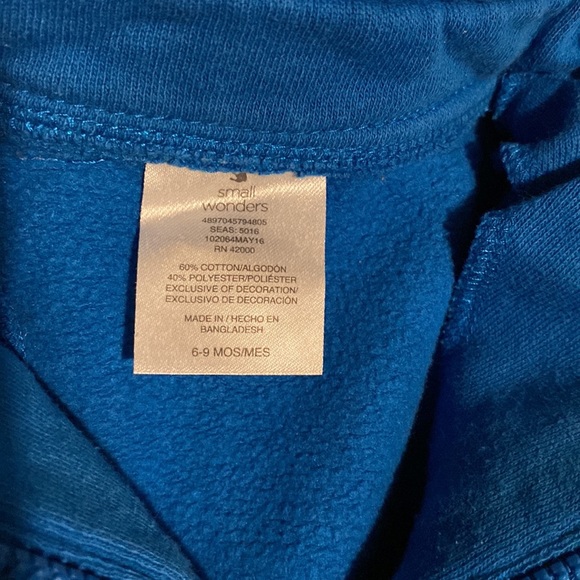 small
wonders
4897045794805
SEAS: 5016
102064MAY16
RN 42000
60% COTTON/ALGODÓN
40% POLYESTER/POLIÉSTER
EXCLUSIVE OF DECORATION/
EXCLUSIVO DE DECORACIÓN
MADE IN / HECHO EN
BANGLADESH
6-9 MOS/MES